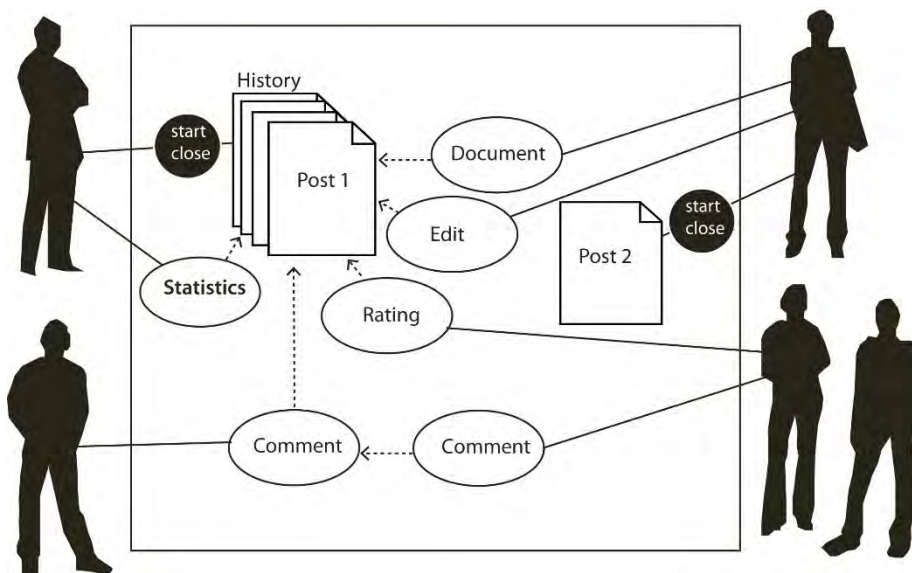 History
start
close
Post 1
Document
Edit
start
close
Post 2
Statistics
Rating
Comment
Comment